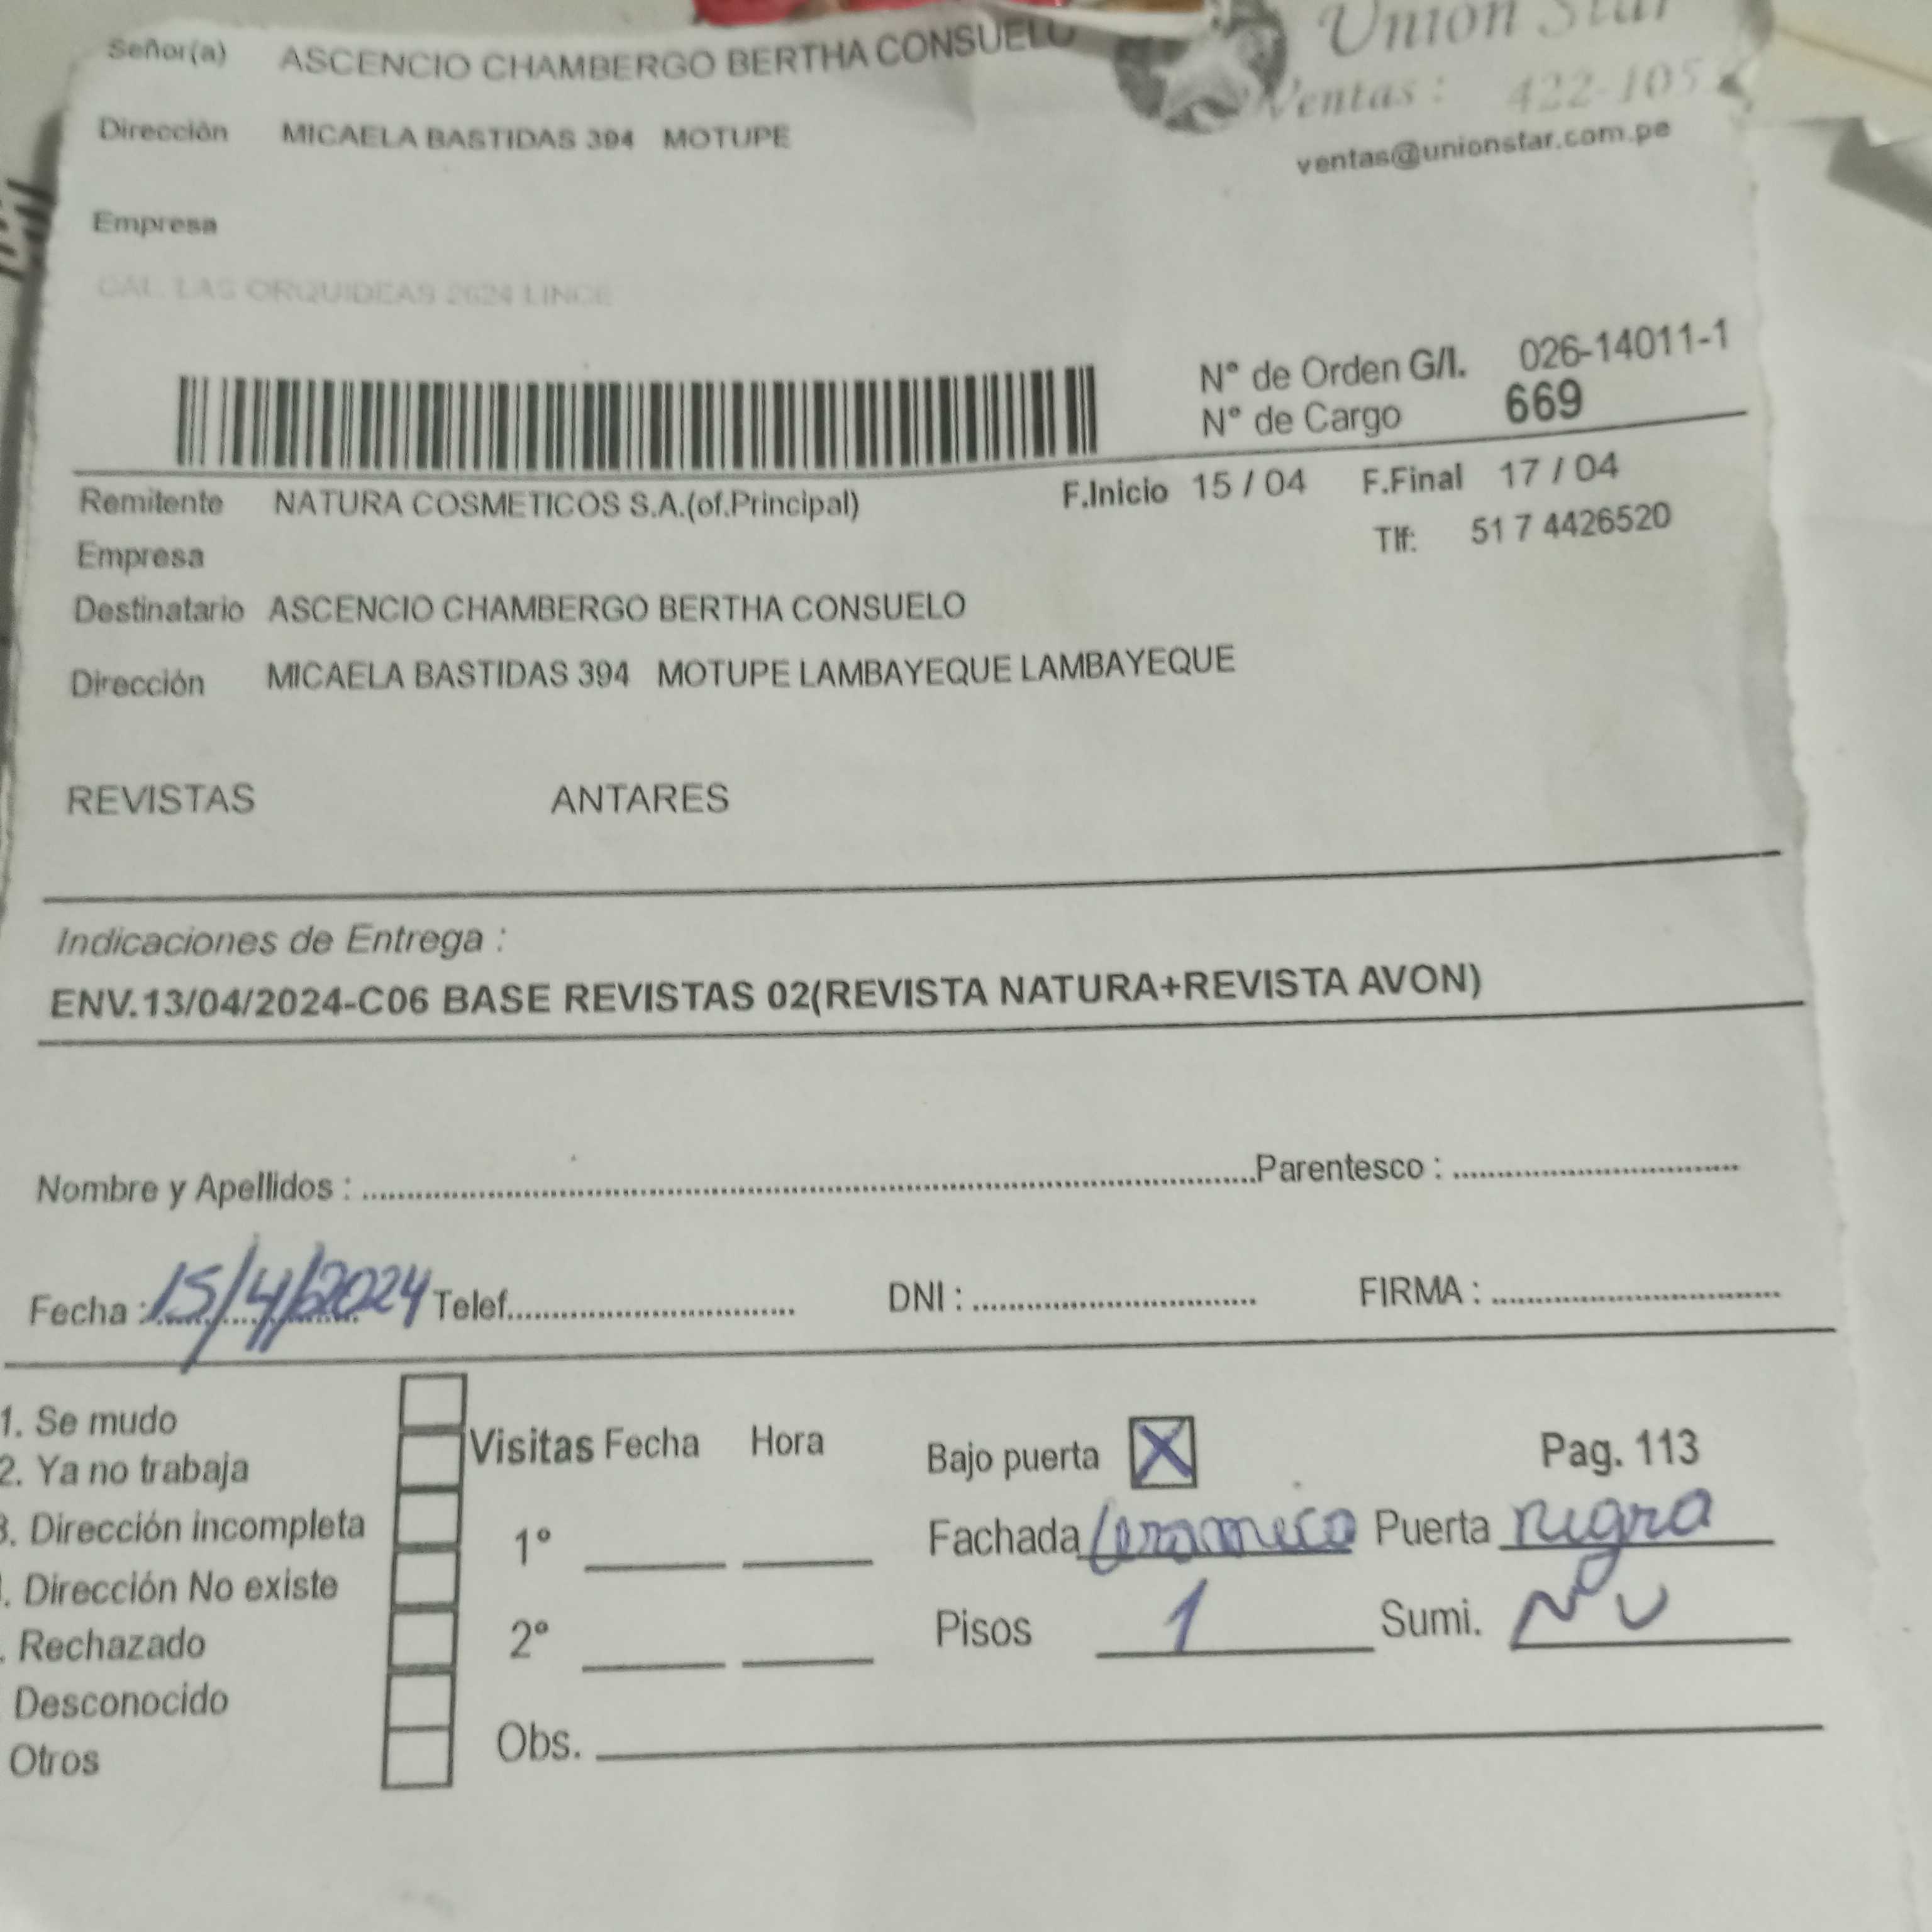 Señor(a) ASCENCIO CHAMBERGO BERTHA CONSUELO
Union Star
Ventas : 422-105
Dirección MICAELA BASTIDAS 394 MOTUPE
ventas@unionstar.com.pe
Empresa
CAL. LAS ORQUIDEAS 2624 LINCE
N° de Orden G/I. 026-14011-1
N° de Cargo 669
Remitente NATURA COSMETICOS S.A.(of.Principal) F.Inicio 15 / 04 F.Final 17 / 04
Empresa Tlf: 51 7 4426520
Destinatario ASCENCIO CHAMBERGO BERTHA CONSUELO
Dirección MICAELA BASTIDAS 394 MOTUPE LAMBAYEQUE LAMBAYEQUE
REVISTAS ANTARES
Indicaciones de Entrega :
ENV.13/04/2024-C06 BASE REVISTAS 02(REVISTA NATURA+REVISTA AVON)
Nombre y Apellidos : Parentesco :
Fecha : 15/4/2024 Telef. DNI : FIRMA :
1. Se mudo
2. Ya no trabaja
3. Dirección incompleta
. Dirección No existe
. Rechazado
Desconocido
Otros
Visitas Fecha Hora
1°
2°
Obs.
Bajo puerta X Pag. 113
Fachada Puerta negra
Pisos 1 Sumi.